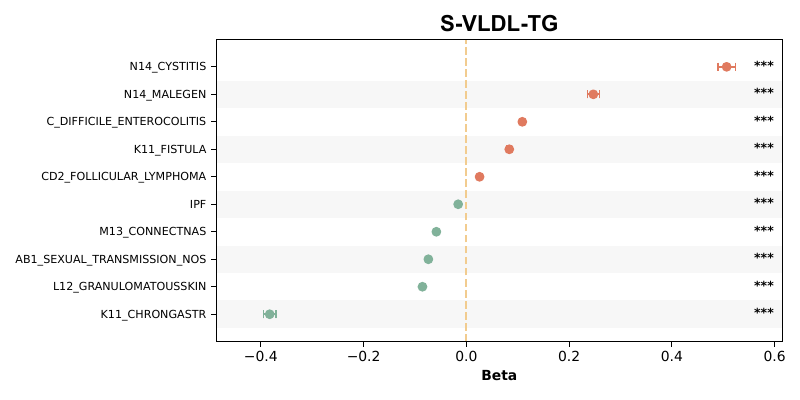 S-VLDL-TG
N14_CYSTITIS ***
N14_MALEGEN ***
C_DIFFICILE_ENTEROCOLITIS ***
K11_FISTULA ***
CD2_FOLLICULAR_LYMPHOMA ***
IPF ***
M13_CONNECTNAS ***
AB1_SEXUAL_TRANSMISSION_NOS ***
L12_GRANULOMATOUSSKIN ***
K11_CHRONGASTR ***
−0.4 −0.2 0.0 0.2 0.4 0.6
Beta